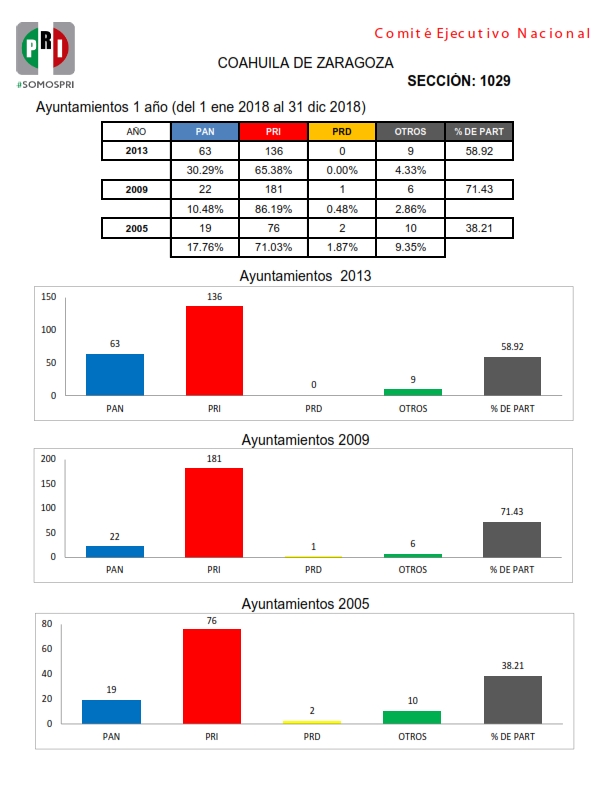 Comité Ejecutivo Nacional
PRI
#SOMOSPRI
COAHUILA DE ZARAGOZA
SECCIÓN: 1029
Ayuntamientos 1 año (del 1 ene 2018 al 31 dic 2018)
AÑO PAN PRI PRD OTROS % DE PART
2013 63 136 0 9 58.92
30.29% 65.38% 0.00% 4.33%
2009 22 181 1 6 71.43
10.48% 86.19% 0.48% 2.86%
2005 19 76 2 10 38.21
17.76% 71.03% 1.87% 9.35%
Ayuntamientos 2013
150
100
50
0
63 136 0 9 58.92
PAN PRI PRD OTROS % DE PART
Ayuntamientos 2009
200
150
100
50
0
22 181 1 6 71.43
PAN PRI PRD OTROS % DE PART
Ayuntamientos 2005
80
60
40
20
0
19 76 2 10 38.21
PAN PRI PRD OTROS % DE PART